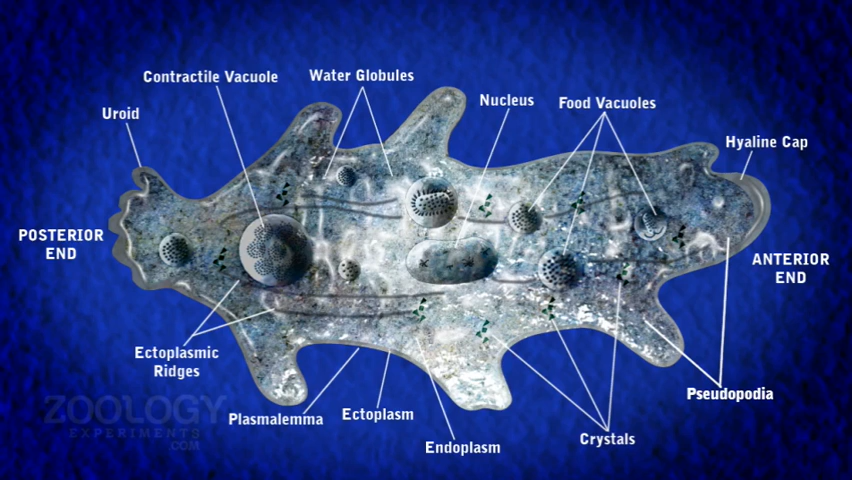 Contractile Vacuole
Water Globules
Nucleus
Food Vacuoles
Uroid
Hyaline Cap
POSTERIOR
END
ANTERIOR
END
Ectoplasmic
Ridges
Plasmalemma
Ectoplasm
Endoplasm
Crystals
Pseudopodia
ZOOLOGY
EXPERIMENTS
.COM